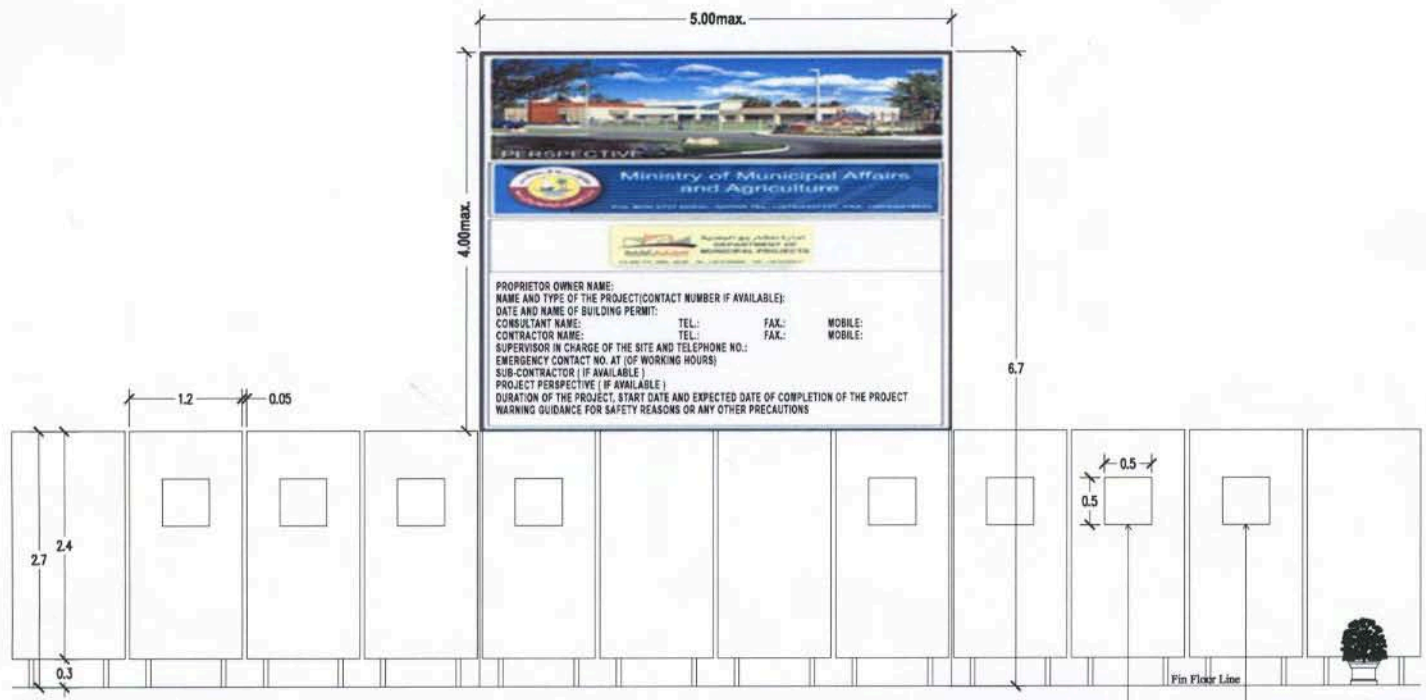 5.00max.
PERSPECTIVE
Ministry of Municipal Affairs
and Agriculture
4.00max.
DEPARTMENT OF
MUNICIPAL PROJECTS
PROPRIETOR OWNER NAME:
NAME AND TYPE OF THE PROJECT(CONTACT NUMBER IF AVAILABLE):
DATE AND NAME OF BUILDING PERMIT:
CONSULTANT NAME: TEL.: FAX.: MOBILE:
CONTRACTOR NAME: TEL.: FAX.: MOBILE:
SUPERVISOR IN CHARGE OF THE SITE AND TELEPHONE NO.:
EMERGENCY CONTACT NO. AT (OF WORKING HOURS)
SUB-CONTRACTOR ( IF AVAILABLE )
PROJECT PERSPECTIVE ( IF AVAILABLE )
DURATION OF THE PROJECT, START DATE AND EXPECTED DATE OF COMPLETION OF THE PROJECT
WARNING GUIDANCE FOR SAFETY REASONS OR ANY OTHER PRECAUTIONS
6.7
1.2 0.05
0.5
0.5
2.7 2.4
0.3
Fin Floor Line